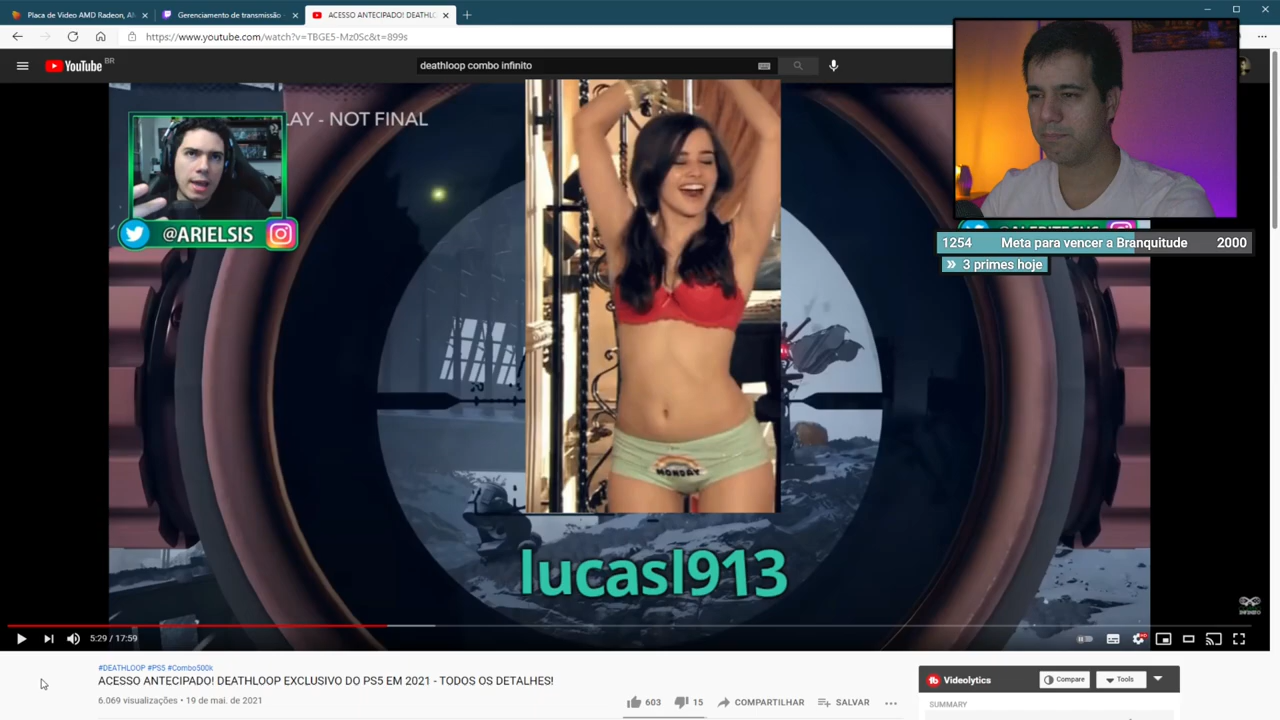 Placa de Vídeo AMD Radeon, A
Gerenciamento de transmissão
ACESSO ANTECIPADO! DEATHL
https://www.youtube.com/watch?v=TBGE5-Mz0Sc&t=899s
YouTube BR
deathloop combo infinito
LAY - NOT FINAL
@ARIELSIS
1254 Meta para vencer a Branquitude 2000
» 3 primes hoje
MONDAY
lucasl913
5:29 / 17:59
#DEATHLOOP #PS5 #Combo500k
ACESSO ANTECIPADO! DEATHLOOP EXCLUSIVO DO PS5 EM 2021 - TODOS OS DETALHES!
6.069 visualizações • 19 de mai. de 2021
603
15
COMPARTILHAR
SALVAR
Videolytics
Compare
Tools
SUMMARY